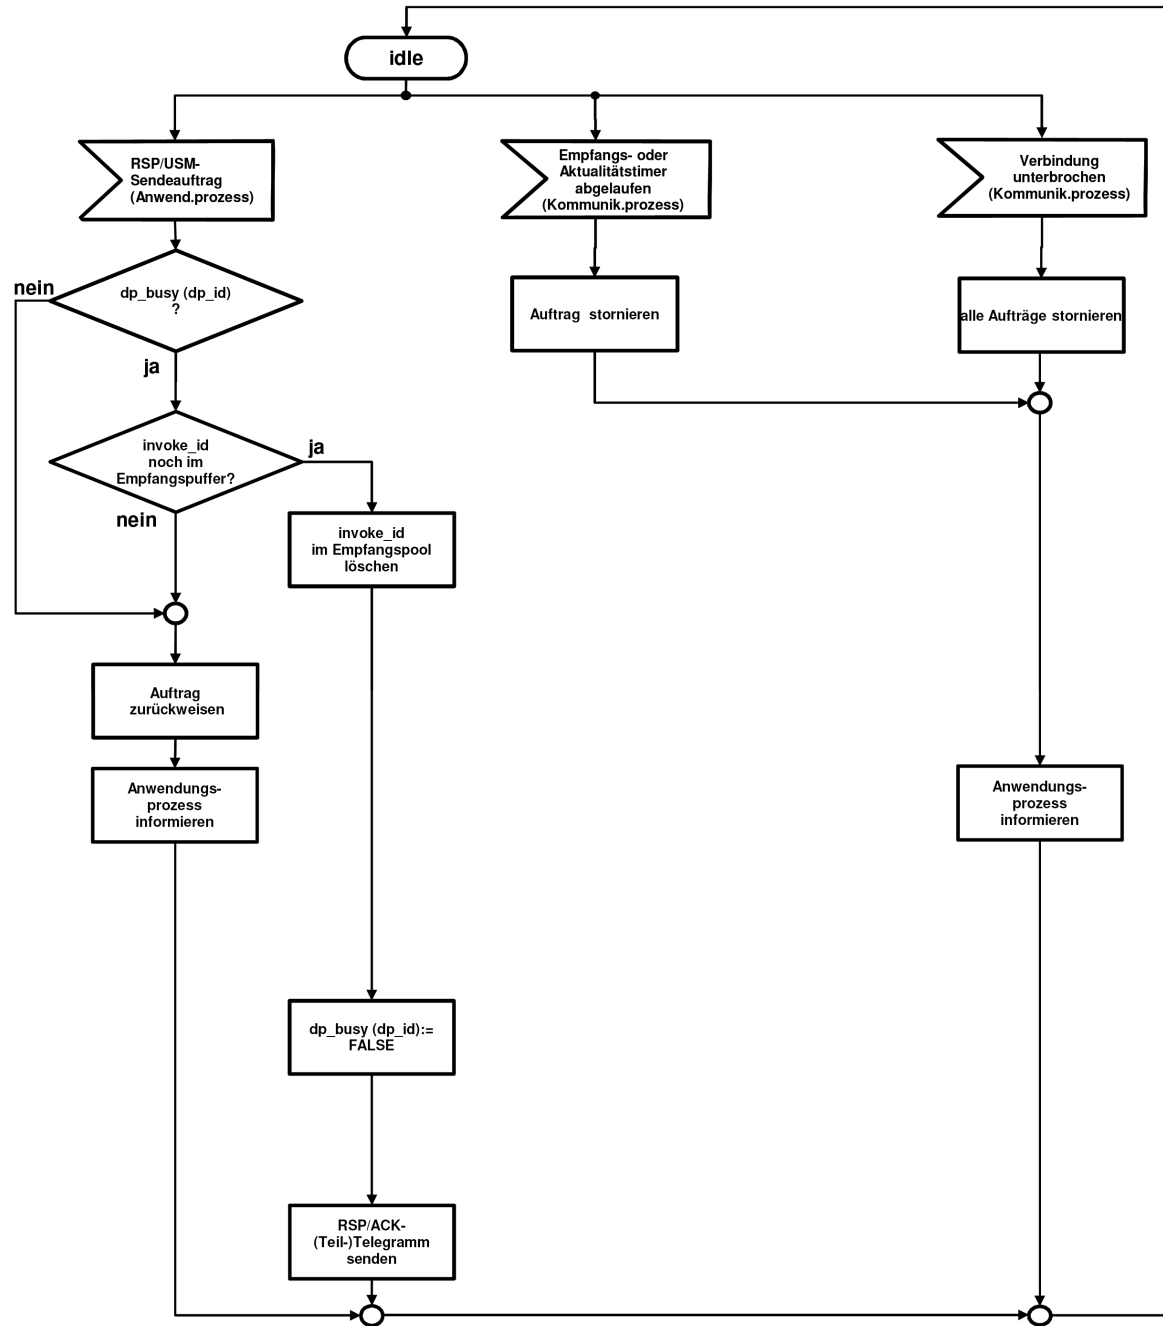 idle
RSP/USM-
Sendeauftrag
(Anwend.prozess)
Empfangs- oder
Aktualitätstimer
abgelaufen
(Kommunik.prozess)
Verbindung
unterbrochen
(Kommunik.prozess)
nein
dp_busy (dp_id)
?
Auftrag stornieren
alle Aufträge stornieren
ja
invoke_id
noch im
Empfangspuffer?
ja
nein
invoke_id
im Empfangspool
löschen
Auftrag
zurückweisen
Anwendungs-
prozess
informieren
Anwendungs-
prozess
informieren
dp_busy (dp_id):=
FALSE
RSP/ACK-
(Teil-)Telegramm
senden